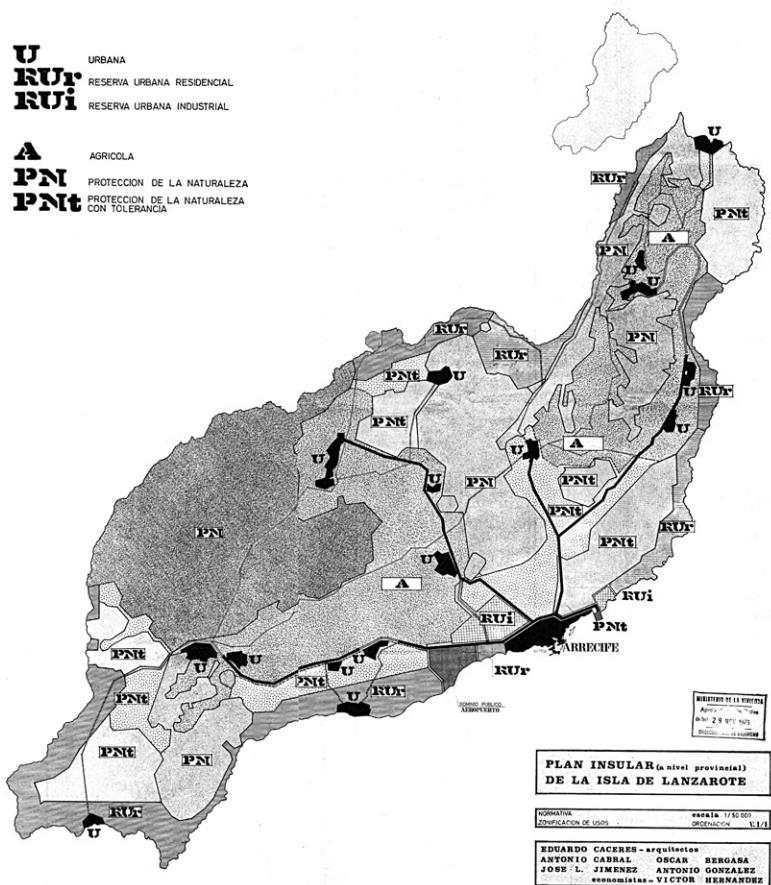 U URBANA
RUr RESERVA URBANA RESIDENCIAL
RUi RESERVA URBANA INDUSTRIAL
A AGRICOLA
PN PROTECCION DE LA NATURALEZA
PNt PROTECCION DE LA NATURALEZA
CON TOLERANCIA
U
RUr
PNt
A
PN
U
U
RUr
RUr
PN
PNt
U
U
RUr
PNt
U
A
U
PN
U
PNt
PNt
RUr
PN
PNt
U
A
RUi
RUi
PNt
ARRECIFE
RUr
PNt
U
U
U
U
PNt
RUr
PNt
U
DOMINIO PUBLICO
AEROPUERTO
PNt
PN
RUr
U
MINISTERIO DE LA VIVIENDA
29 NOV 1973
PLAN INSULAR (a nivel provincial)
DE LA ISLA DE LANZAROTE
NORMATIVA escala 1/50.000
ZONIFICACION DE USOS ORDENACION V.1/1
EDUARDO CACERES - arquitectos
ANTONIO CABRAL OSCAR BERGASA
JOSE L. JIMENEZ ANTONIO GONZALEZ
economistas - VICTOR HERNANDEZ